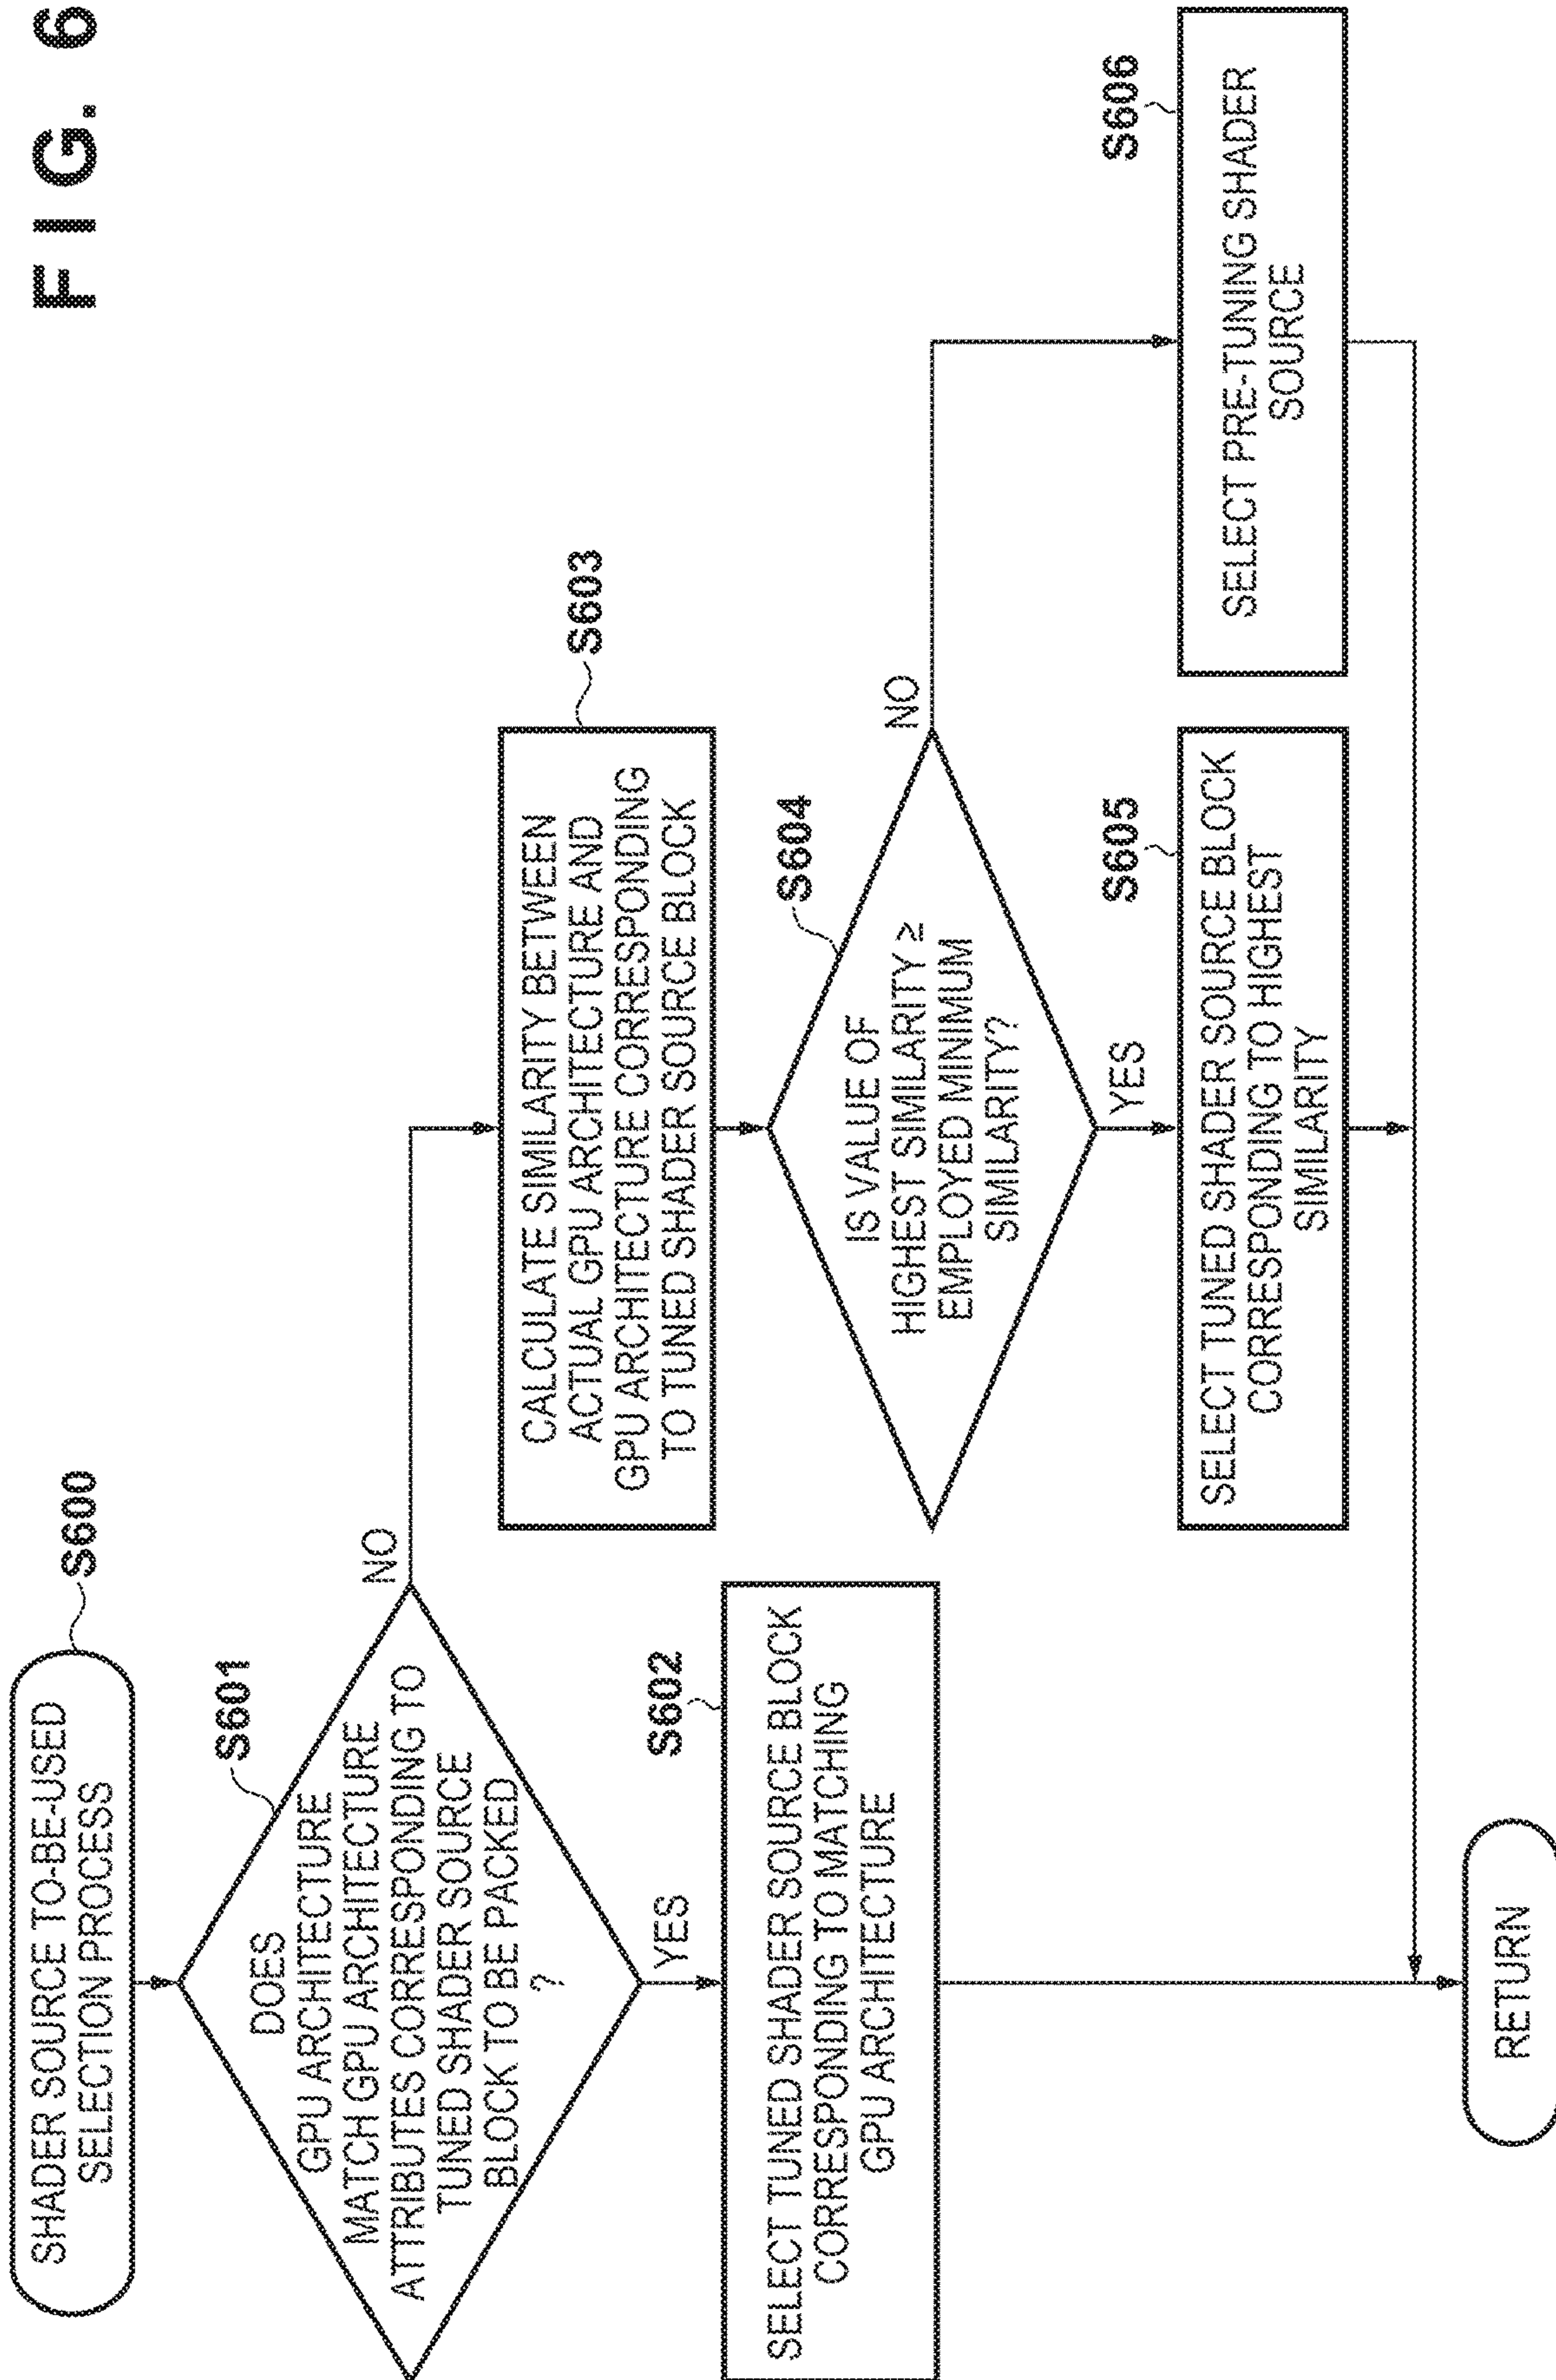 FIG. 6
SHADER SOURCE TO-BE-USED
SELECTION PROCESS
S600
DOES
GPU ARCHITECTURE
MATCH GPU ARCHITECTURE
ATTRIBUTES CORRESPONDING TO
TUNED SHADER SOURCE
BLOCK TO BE PACKED
?
S601
NO
YES
SELECT TUNED SHADER SOURCE BLOCK
CORRESPONDING TO MATCHING
GPU ARCHITECTURE
S602
CALCULATE SIMILARITY BETWEEN
ACTUAL GPU ARCHITECTURE AND
GPU ARCHITECTURE CORRESPONDING
TO TUNED SHADER SOURCE BLOCK
S603
IS VALUE OF
HIGHEST SIMILARITY ≥
EMPLOYED MINIMUM
SIMILARITY?
S604
NO
YES
SELECT TUNED SHADER SOURCE BLOCK
CORRESPONDING TO HIGHEST
SIMILARITY
S605
SELECT PRE-TUNING SHADER
SOURCE
S606
RETURN